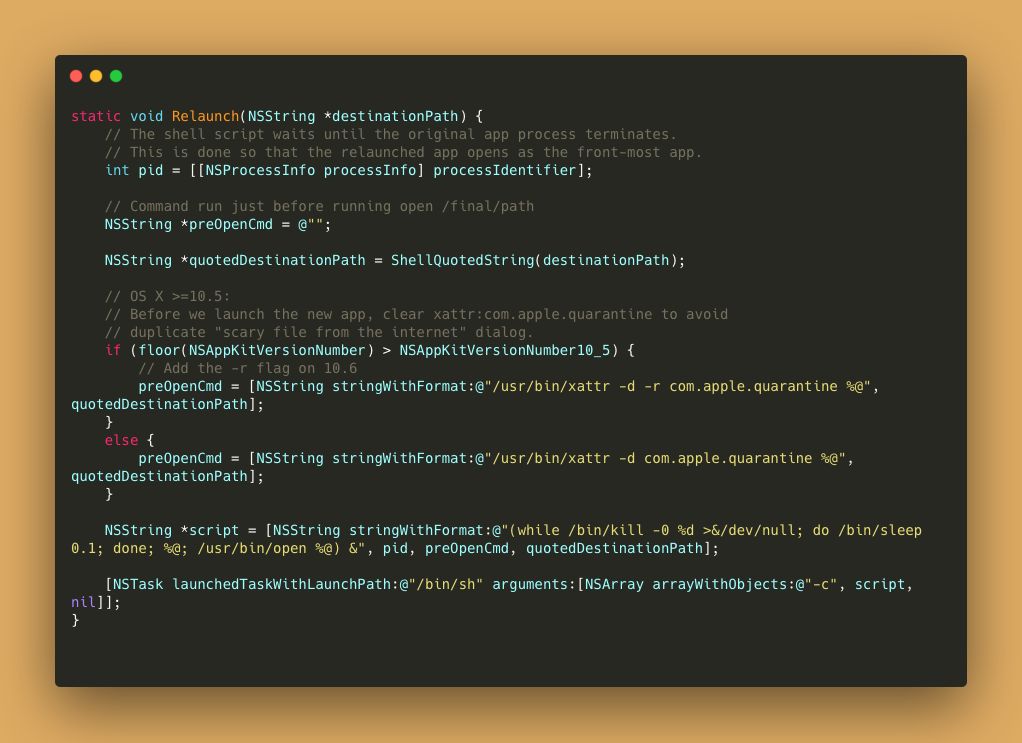 static void Relaunch(NSString *destinationPath) {
    // The shell script waits until the original app process terminates.
    // This is done so that the relaunched app opens as the front-most app.
    int pid = [[NSProcessInfo processInfo] processIdentifier];

    // Command run just before running open /final/path
    NSString *preOpenCmd = @"";

    NSString *quotedDestinationPath = ShellQuotedString(destinationPath);

    // OS X >=10.5:
    // Before we launch the new app, clear xattr:com.apple.quarantine to avoid
    // duplicate "scary file from the internet" dialog.
    if (floor(NSAppKitVersionNumber) > NSAppKitVersionNumber10_5) {
        // Add the -r flag on 10.6
        preOpenCmd = [NSString stringWithFormat:@"/usr/bin/xattr -d -r com.apple.quarantine %@",
quotedDestinationPath];
    }
    else {
        preOpenCmd = [NSString stringWithFormat:@"/usr/bin/xattr -d com.apple.quarantine %@",
quotedDestinationPath];
    }

    NSString *script = [NSString stringWithFormat:@"(while /bin/kill -0 %d >&/dev/null; do /bin/sleep
0.1; done; %@; /usr/bin/open %@) &", pid, preOpenCmd, quotedDestinationPath];

    [NSTask launchedTaskWithLaunchPath:@"/bin/sh" arguments:[NSArray arrayWithObjects:@"-c", script,
nil]];
}